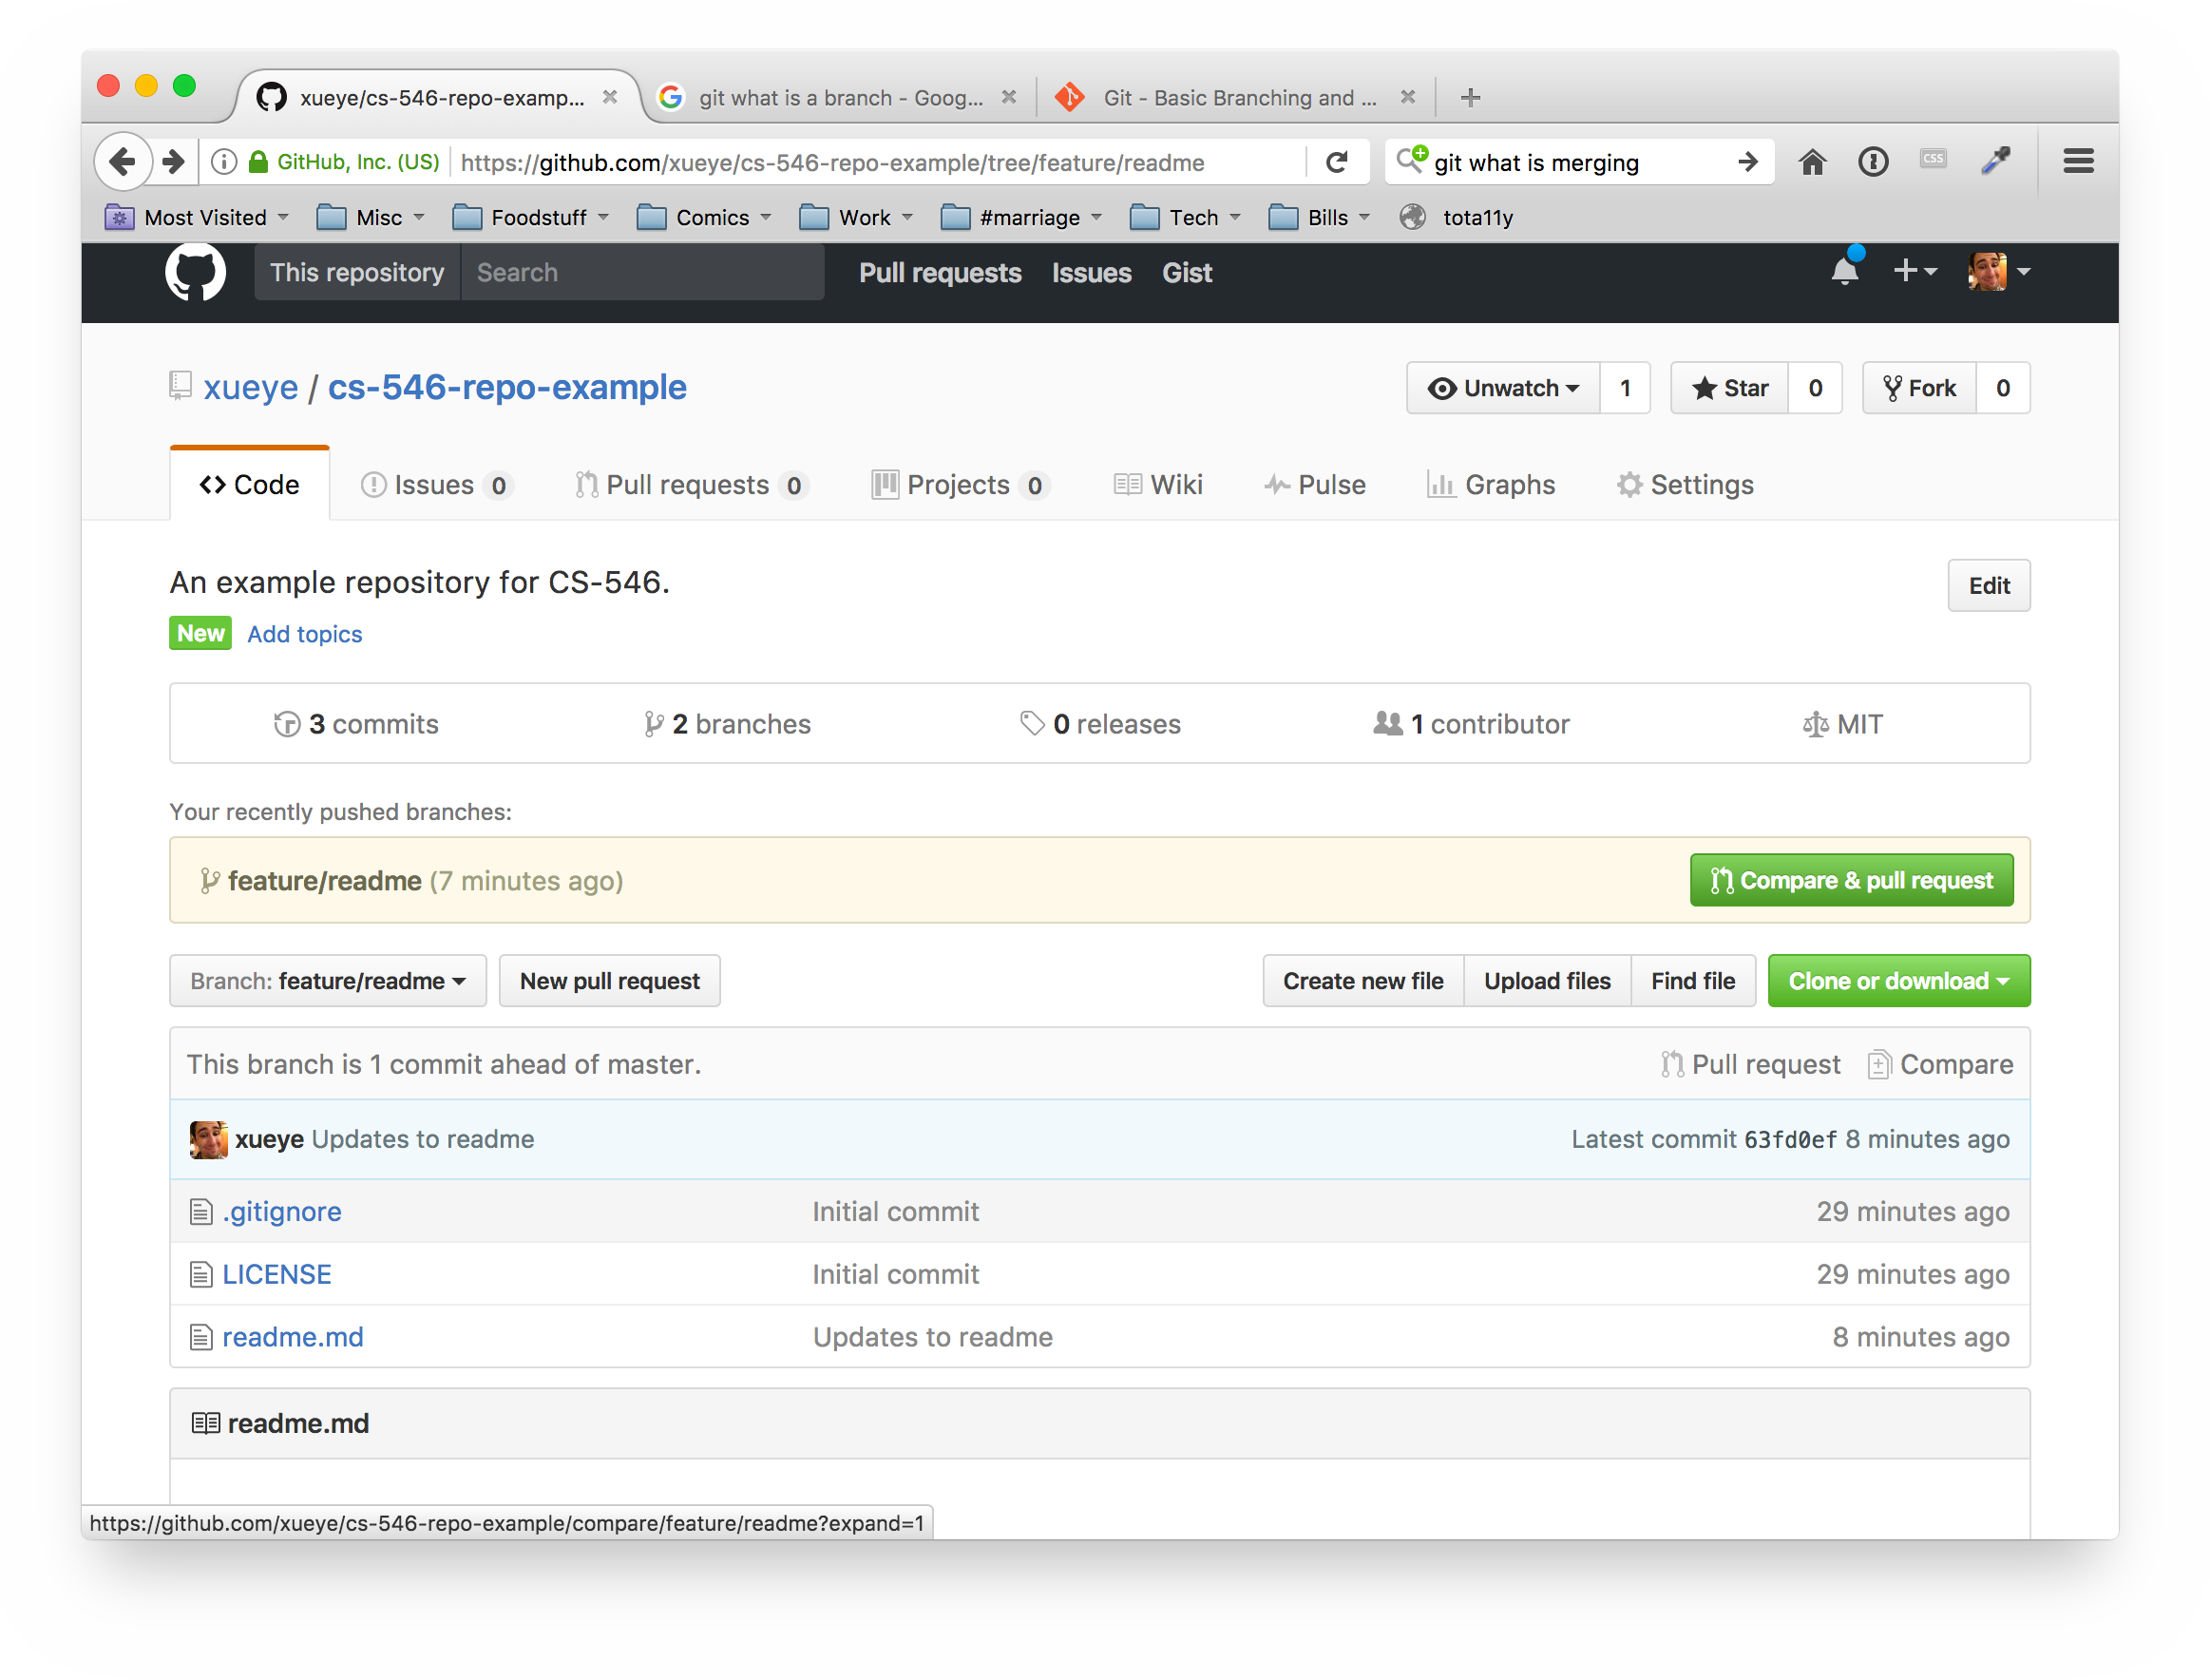 xueye/cs-546-repo-examp... git what is a branch - Goog... Git - Basic Branching and ...
GitHub, Inc. (US) https://github.com/xueye/cs-546-repo-example/tree/feature/readme git what is merging CSS
Most Visited Misc Foodstuff Comics Work #marriage Tech Bills tota11y
This repository Search Pull requests Issues Gist
xueye / cs-546-repo-example Unwatch 1 Star 0 Fork 0
Code Issues 0 Pull requests 0 Projects 0 Wiki Pulse Graphs Settings
An example repository for CS-546. Edit
New Add topics
3 commits 2 branches 0 releases 1 contributor MIT
Your recently pushed branches:
feature/readme (7 minutes ago) Compare & pull request
Branch: feature/readme New pull request Create new file Upload files Find file Clone or download
This branch is 1 commit ahead of master. Pull request Compare
xueye Updates to readme Latest commit 63fd0ef 8 minutes ago
.gitignore Initial commit 29 minutes ago
LICENSE Initial commit 29 minutes ago
readme.md Updates to readme 8 minutes ago
readme.md
https://github.com/xueye/cs-546-repo-example/compare/feature/readme?expand=1